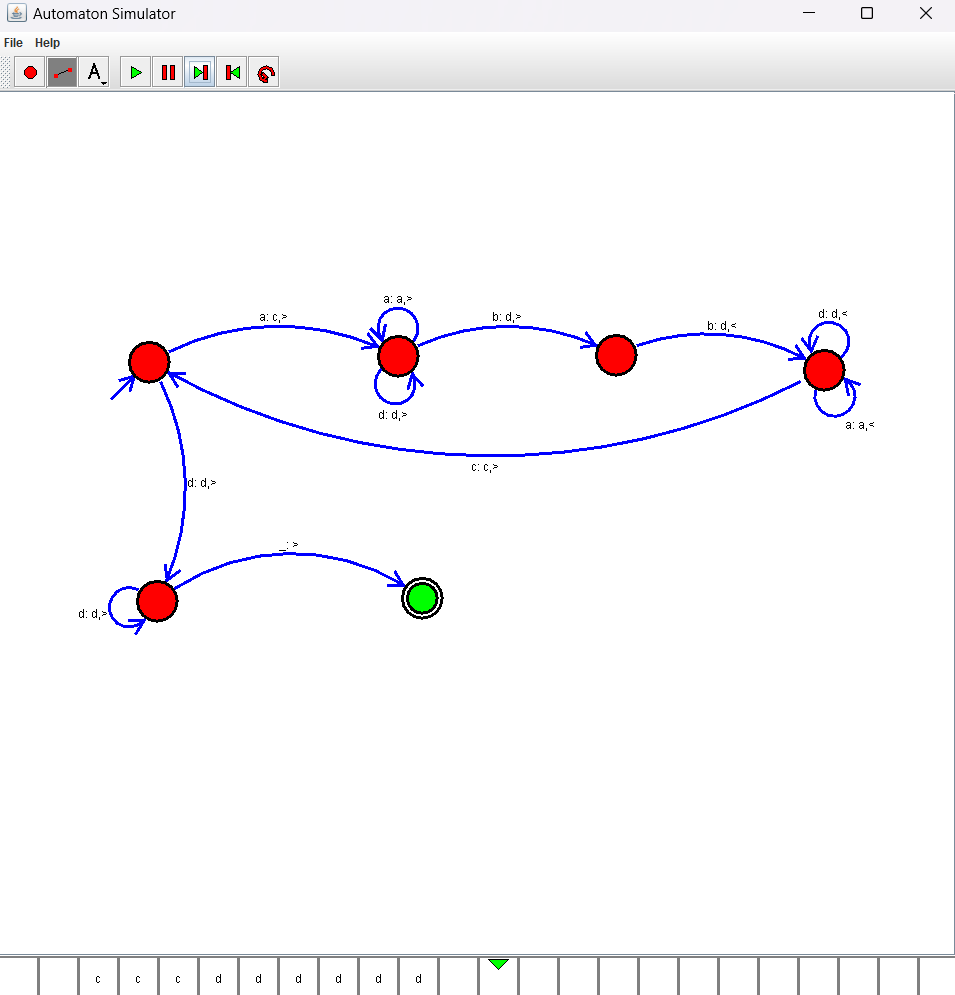 Automaton Simulator
File Help
A
a: a,>
a: c,>
b: d,>
d: d,<
b: d,<
d: d,>
a: a,<
c: c,>
d: d,>
_: >
d: d,>
c c c d d d d d d